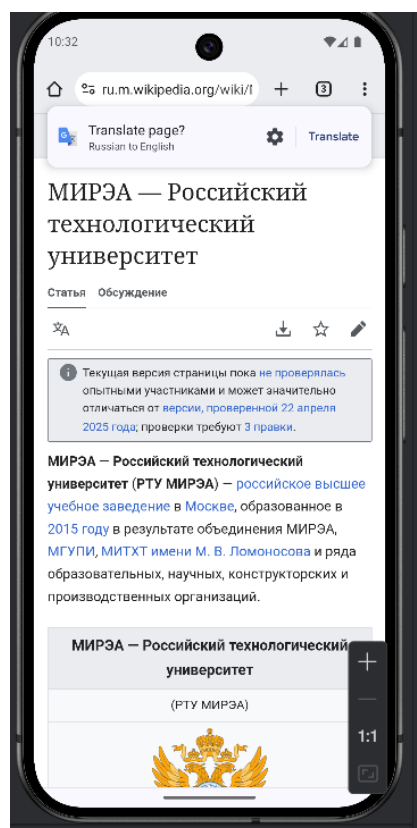 10:32
ru.m.wikipedia.org/wiki/
3
Translate page?
Russian to English
Translate
МИРЭА — Российский
технологический
университет
Статья Обсуждение
Текущая версия страницы пока не проверялась
опытными участниками и может значительно
отличаться от версии, проверенной 22 апреля
2025 года; проверки требуют 3 правки.
МИРЭА — Российский технологический
университет (РТУ МИРЭА) — российское высшее
учебное заведение в Москве, образованное в
2015 году в результате объединения МИРЭА,
МГУПИ, МИТХТ имени М. В. Ломоносова и ряда
образовательных, научных, конструкторских и
производственных организаций.
МИРЭА — Российский технологический
университет
(РТУ МИРЭА)
1:1